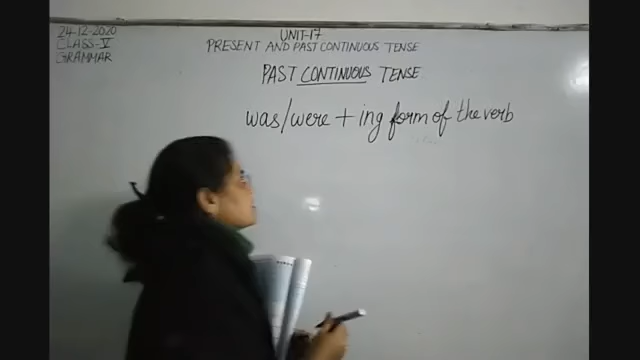 24-12-2020
CLASS-V
GRAMMAR
UNIT-17
PRESENT AND PAST CONTINUOUS TENSE
PAST CONTINUOUS TENSE
was/were + ing form of the verb